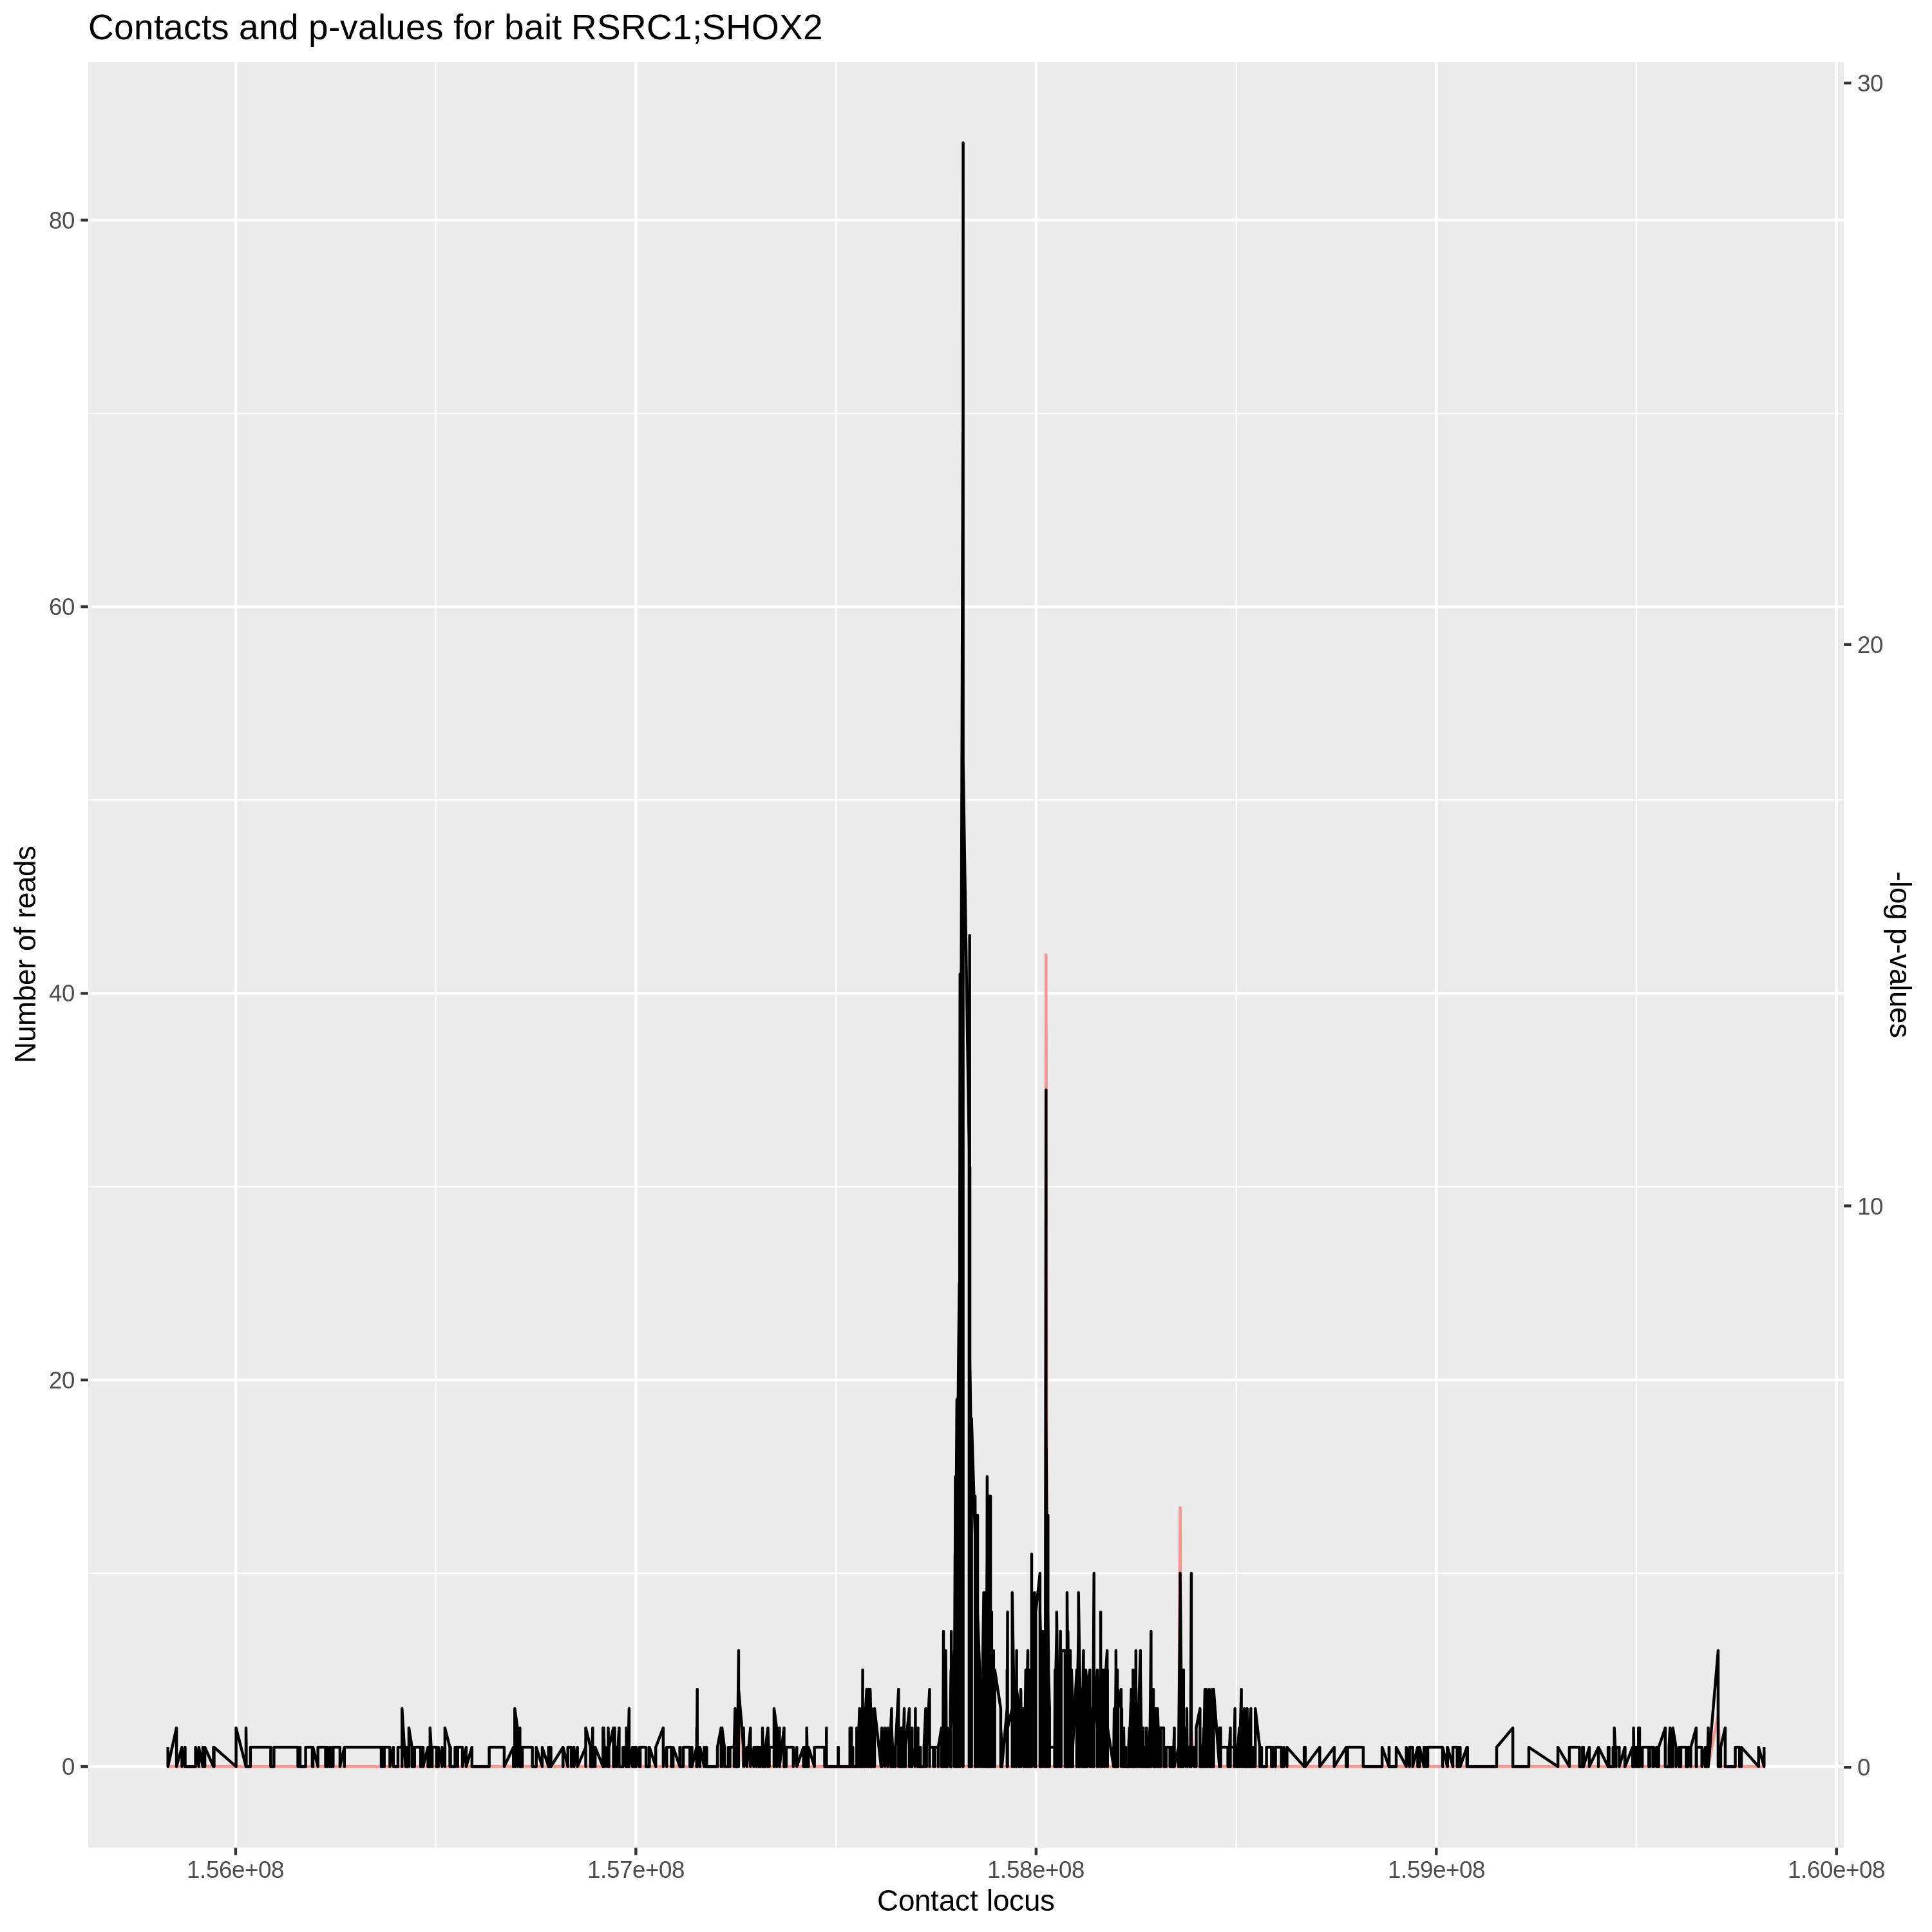 Contacts and p-values for bait RSRC1;SHOX2
30
80
60
20
Number of reads
-log p-values
40
10
20
0
0
1.56e+08
1.57e+08
1.58e+08
1.59e+08
1.60e+08
Contact locus